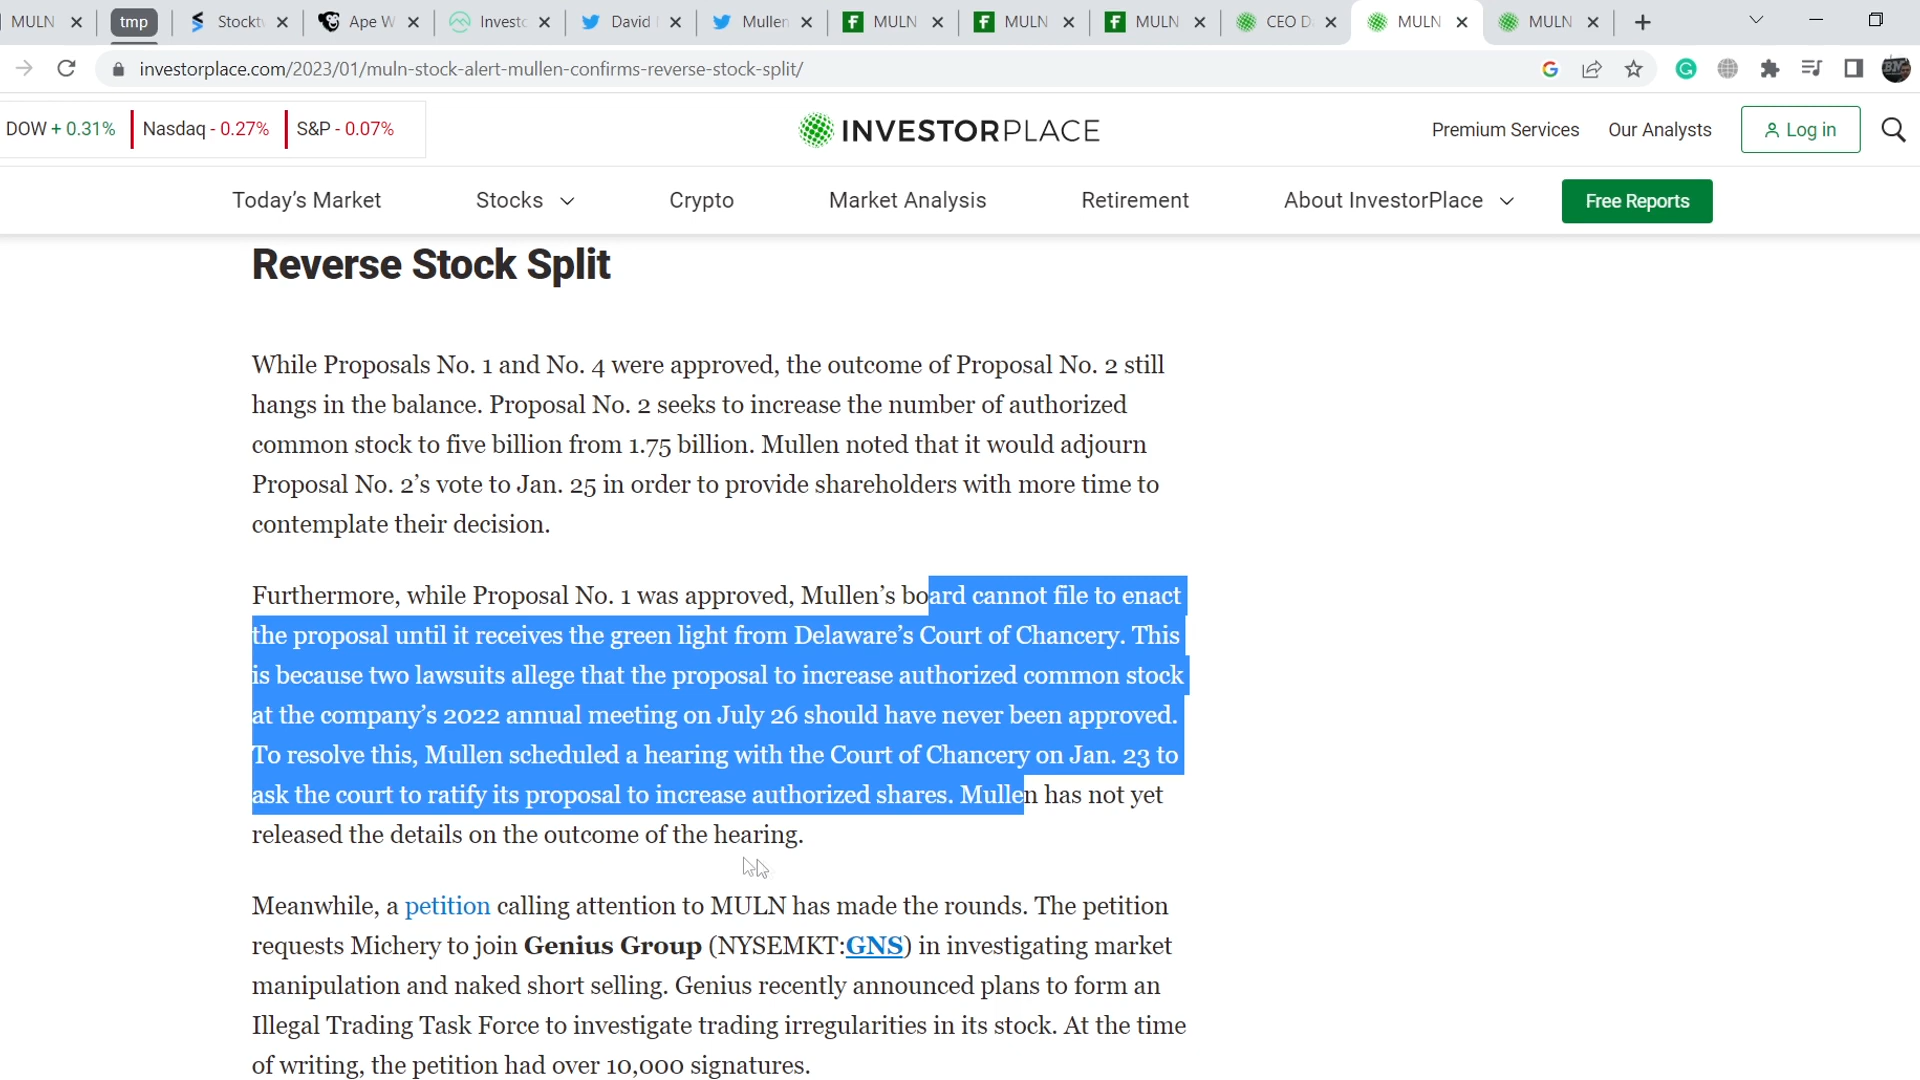 MULN
tmp
Stockt
Ape W
Investo
David
Mullen
MULN
MULN
MULN
CEO D
MULN
MULN
investorplace.com/2023/01/muln-stock-alert-mullen-confirms-reverse-stock-split/
DOW + 0.31% Nasdaq - 0.27% S&P - 0.07%
INVESTORPLACE
Premium Services Our Analysts Log in
Today's Market Stocks Crypto Market Analysis Retirement About InvestorPlace Free Reports
Reverse Stock Split
While Proposals No. 1 and No. 4 were approved, the outcome of Proposal No. 2 still
hangs in the balance. Proposal No. 2 seeks to increase the number of authorized
common stock to five billion from 1.75 billion. Mullen noted that it would adjourn
Proposal No. 2’s vote to Jan. 25 in order to provide shareholders with more time to
contemplate their decision.
Furthermore, while Proposal No. 1 was approved, Mullen’s board cannot file to enact
the proposal until it receives the green light from Delaware’s Court of Chancery. This
is because two lawsuits allege that the proposal to increase authorized common stock
at the company’s 2022 annual meeting on July 26 should have never been approved.
To resolve this, Mullen scheduled a hearing with the Court of Chancery on Jan. 23 to
ask the court to ratify its proposal to increase authorized shares. Mullen has not yet
released the details on the outcome of the hearing.
Meanwhile, a petition calling attention to MULN has made the rounds. The petition
requests Michery to join Genius Group (NYSEMKT:GNS) in investigating market
manipulation and naked short selling. Genius recently announced plans to form an
Illegal Trading Task Force to investigate trading irregularities in its stock. At the time
of writing, the petition had over 10,000 signatures.